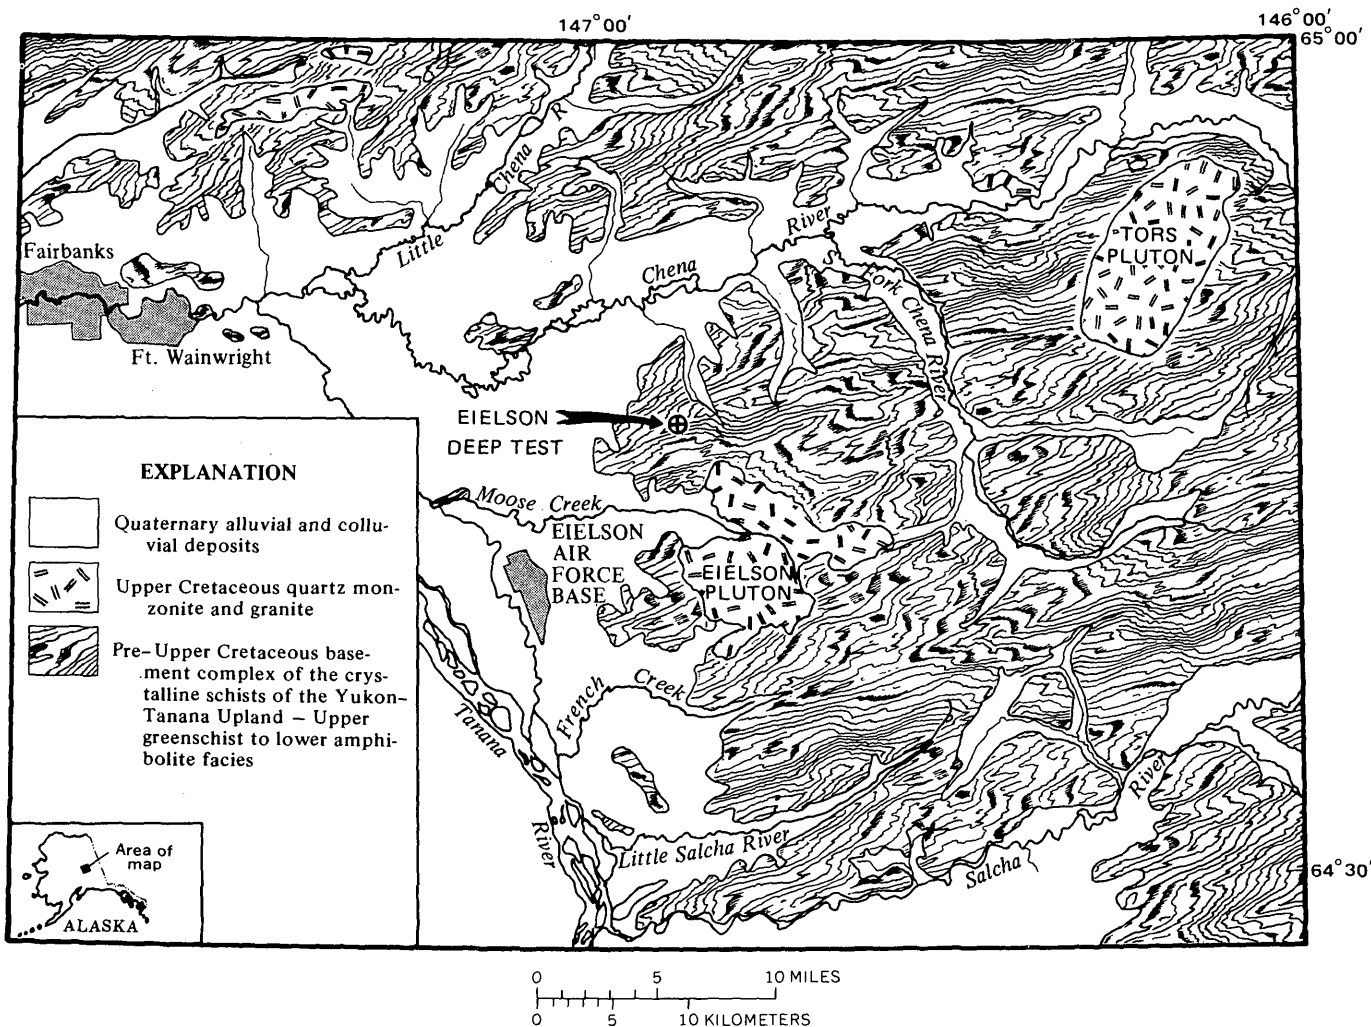 147°00'
146°00'
65°00'
Little Chena R
Fairbanks
River
Chena
TORS
PLUTON
S. Fork Chena River
Ft. Wainwright
EIELSON
DEEP TEST
EXPLANATION
Quaternary alluvial and collu-
vial deposits
Upper Cretaceous quartz mon-
zonite and granite
Pre-Upper Cretaceous base-
ment complex of the crys-
talline schists of the Yukon-
Tanana Upland – Upper
greenschist to lower amphi-
bolite facies
Moose Creek
EIELSON
AIR
FORCE
BASE
EIELSON
PLUTON
French Creek
Tanana
River
River
Little Salcha River
Salcha
64°30'
Area of
map
ALASKA
0 5 10 MILES
0 5 10 KILOMETERS